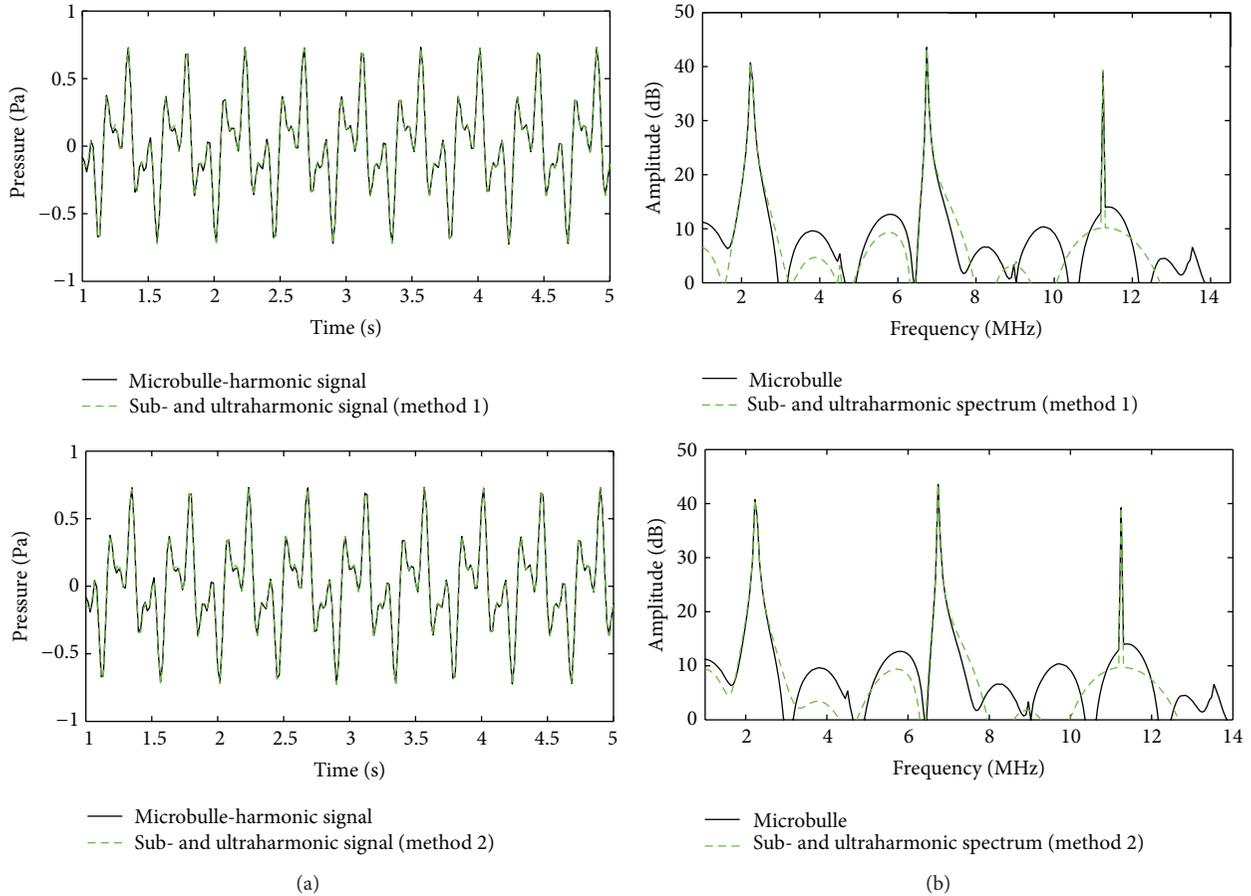 1
0.5
0
−0.5
−1
Pressure (Pa)
1 1.5 2 2.5 3 3.5 4 4.5 5
Time (s)
Microbulle-harmonic signal
Sub- and ultraharmonic signal (method 1)
50
40
30
20
10
0
Amplitude (dB)
2 4 6 8 10 12 14
Frequency (MHz)
Microbulle
Sub- and ultraharmonic spectrum (method 1)
1
0.5
0
−0.5
−1
Pressure (Pa)
1 1.5 2 2.5 3 3.5 4 4.5 5
Time (s)
Microbulle-harmonic signal
Sub- and ultraharmonic signal (method 2)
(a)
50
40
30
20
10
0
Amplitude (dB)
2 4 6 8 10 12 14
Frequency (MHz)
Microbulle
Sub- and ultraharmonic spectrum (method 2)
(b)